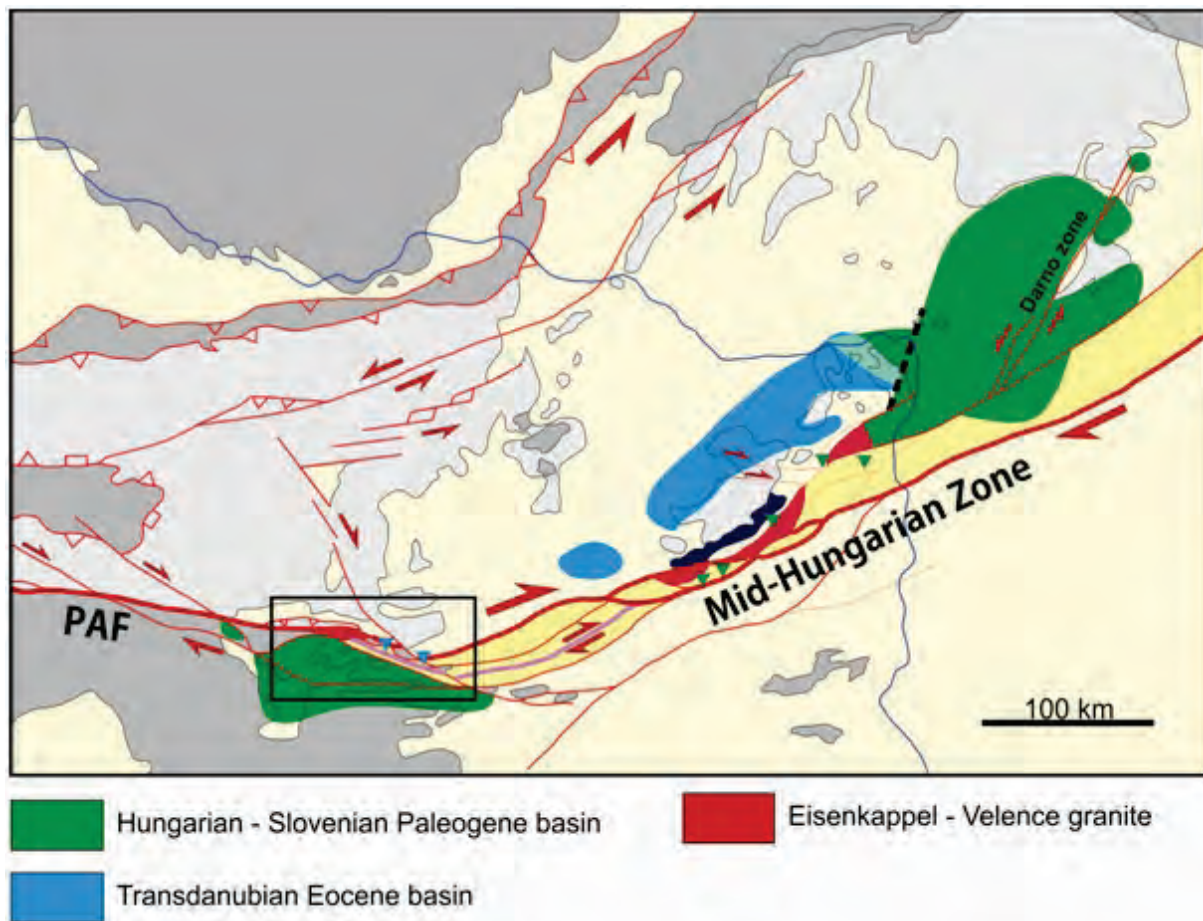 Darno zone
Mid-Hungarian Zone
PAF
100 km
Hungarian - Slovenian Paleogene basin
Eisenkappel - Velence granite
Transdanubian Eocene basin